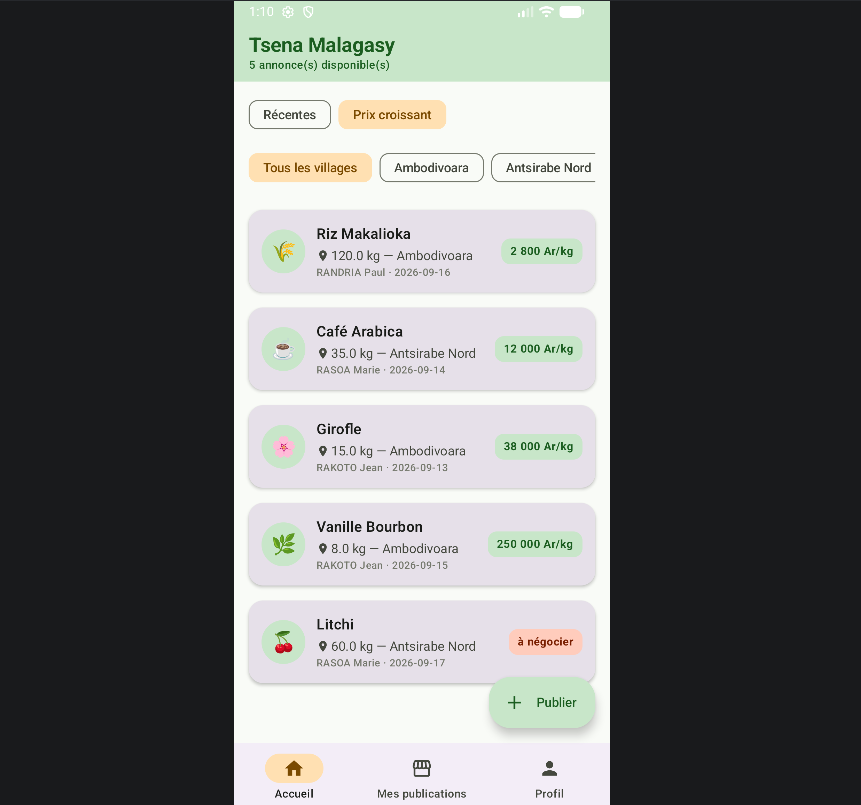 1:10
Tsena Malagasy
5 annonce(s) disponible(s)
Récentes
Prix croissant
Tous les villages
Ambodivoara
Antsirabe Nord
Riz Makalioka
120.0 kg — Ambodivoara
RANDRIA Paul · 2026-09-16
2 800 Ar/kg
Café Arabica
35.0 kg — Antsirabe Nord
RASOA Marie · 2026-09-14
12 000 Ar/kg
Girofle
15.0 kg — Ambodivoara
RAKOTO Jean · 2026-09-13
38 000 Ar/kg
Vanille Bourbon
8.0 kg — Ambodivoara
RAKOTO Jean · 2026-09-15
250 000 Ar/kg
Litchi
60.0 kg — Antsirabe Nord
RASOA Marie · 2026-09-17
à négocier
+ Publier
Accueil
Mes publications
Profil